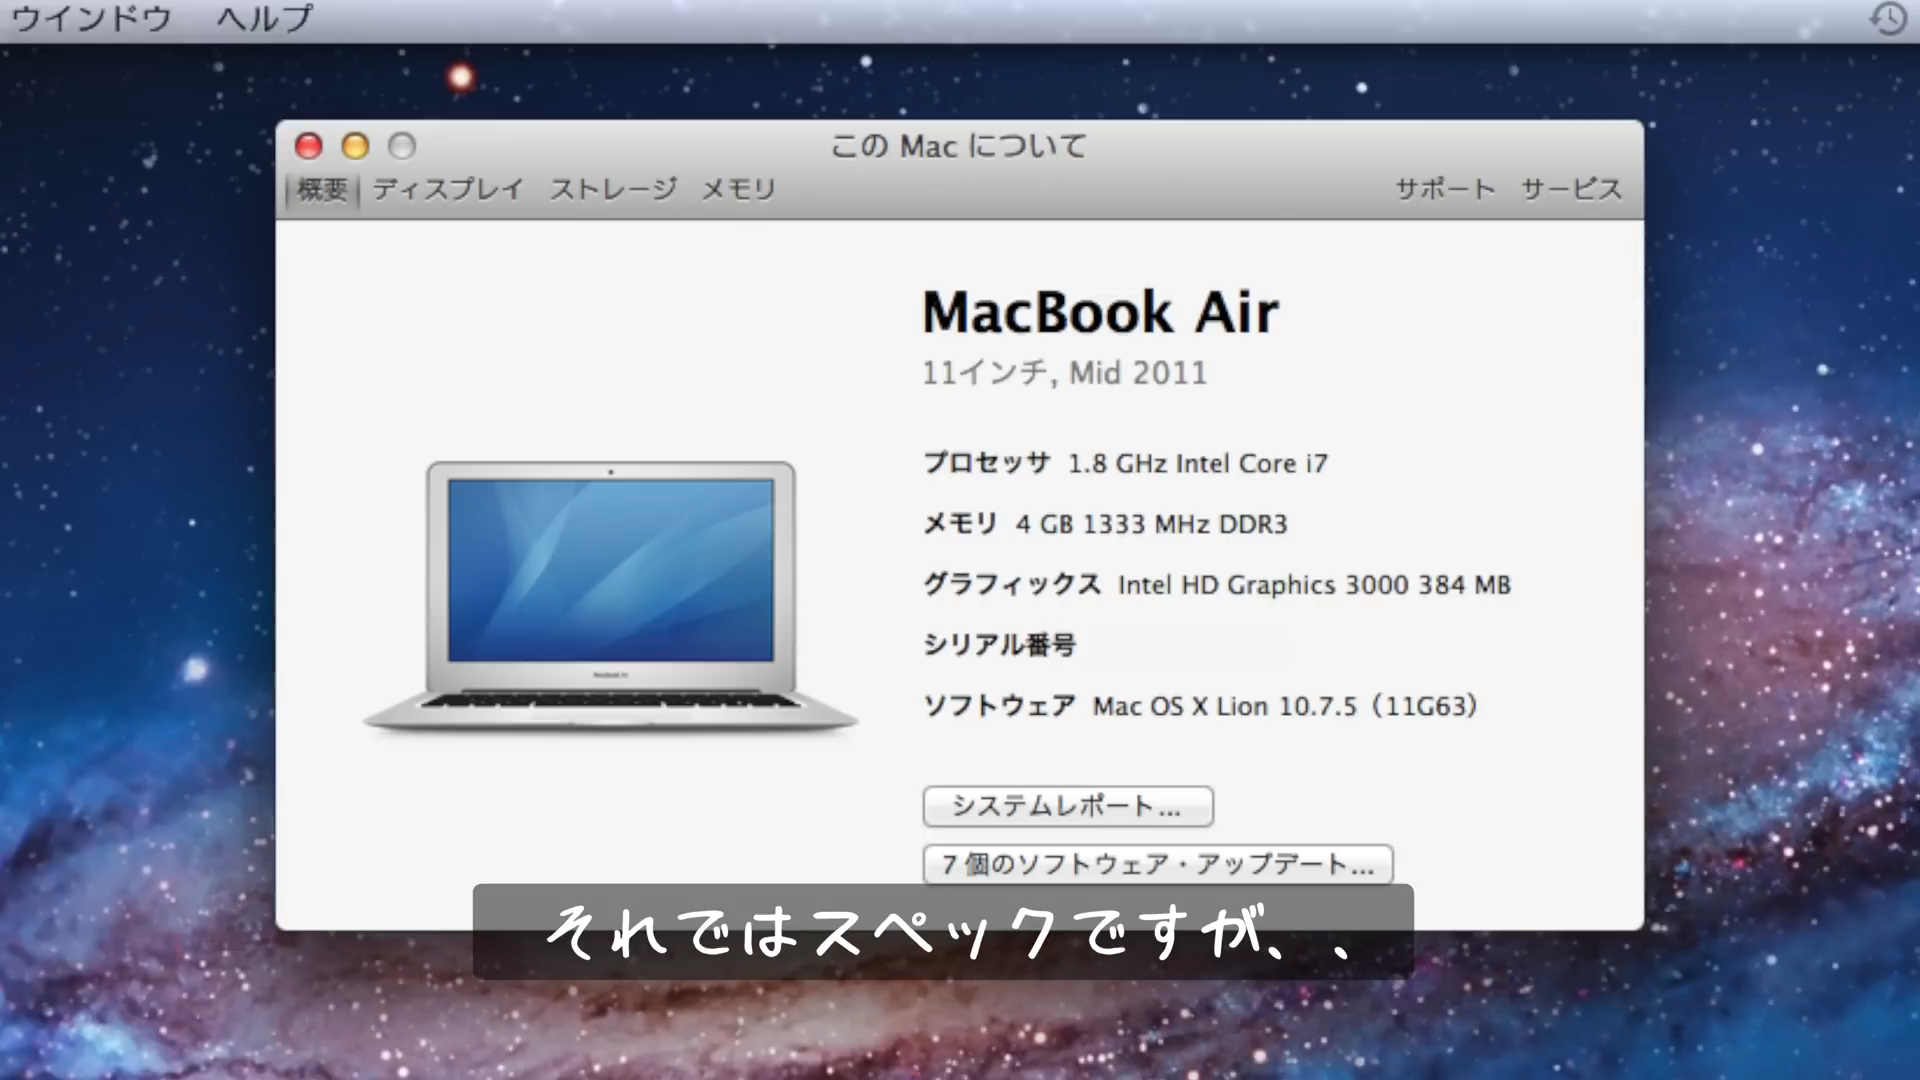 ウインドウ ヘルプ
このMacについて
概要 ディスプレイ ストレージ メモリ サポート サービス
MacBook Air
11インチ, Mid 2011
プロセッサ 1.8 GHz Intel Core i7
メモリ 4 GB 1333 MHz DDR3
グラフィックス Intel HD Graphics 3000 384 MB
シリアル番号
ソフトウェア Mac OS X Lion 10.7.5（11G63）
MacBook Air
システムレポート...
7 個のソフトウェア・アップデート...
それではスペックですが、、